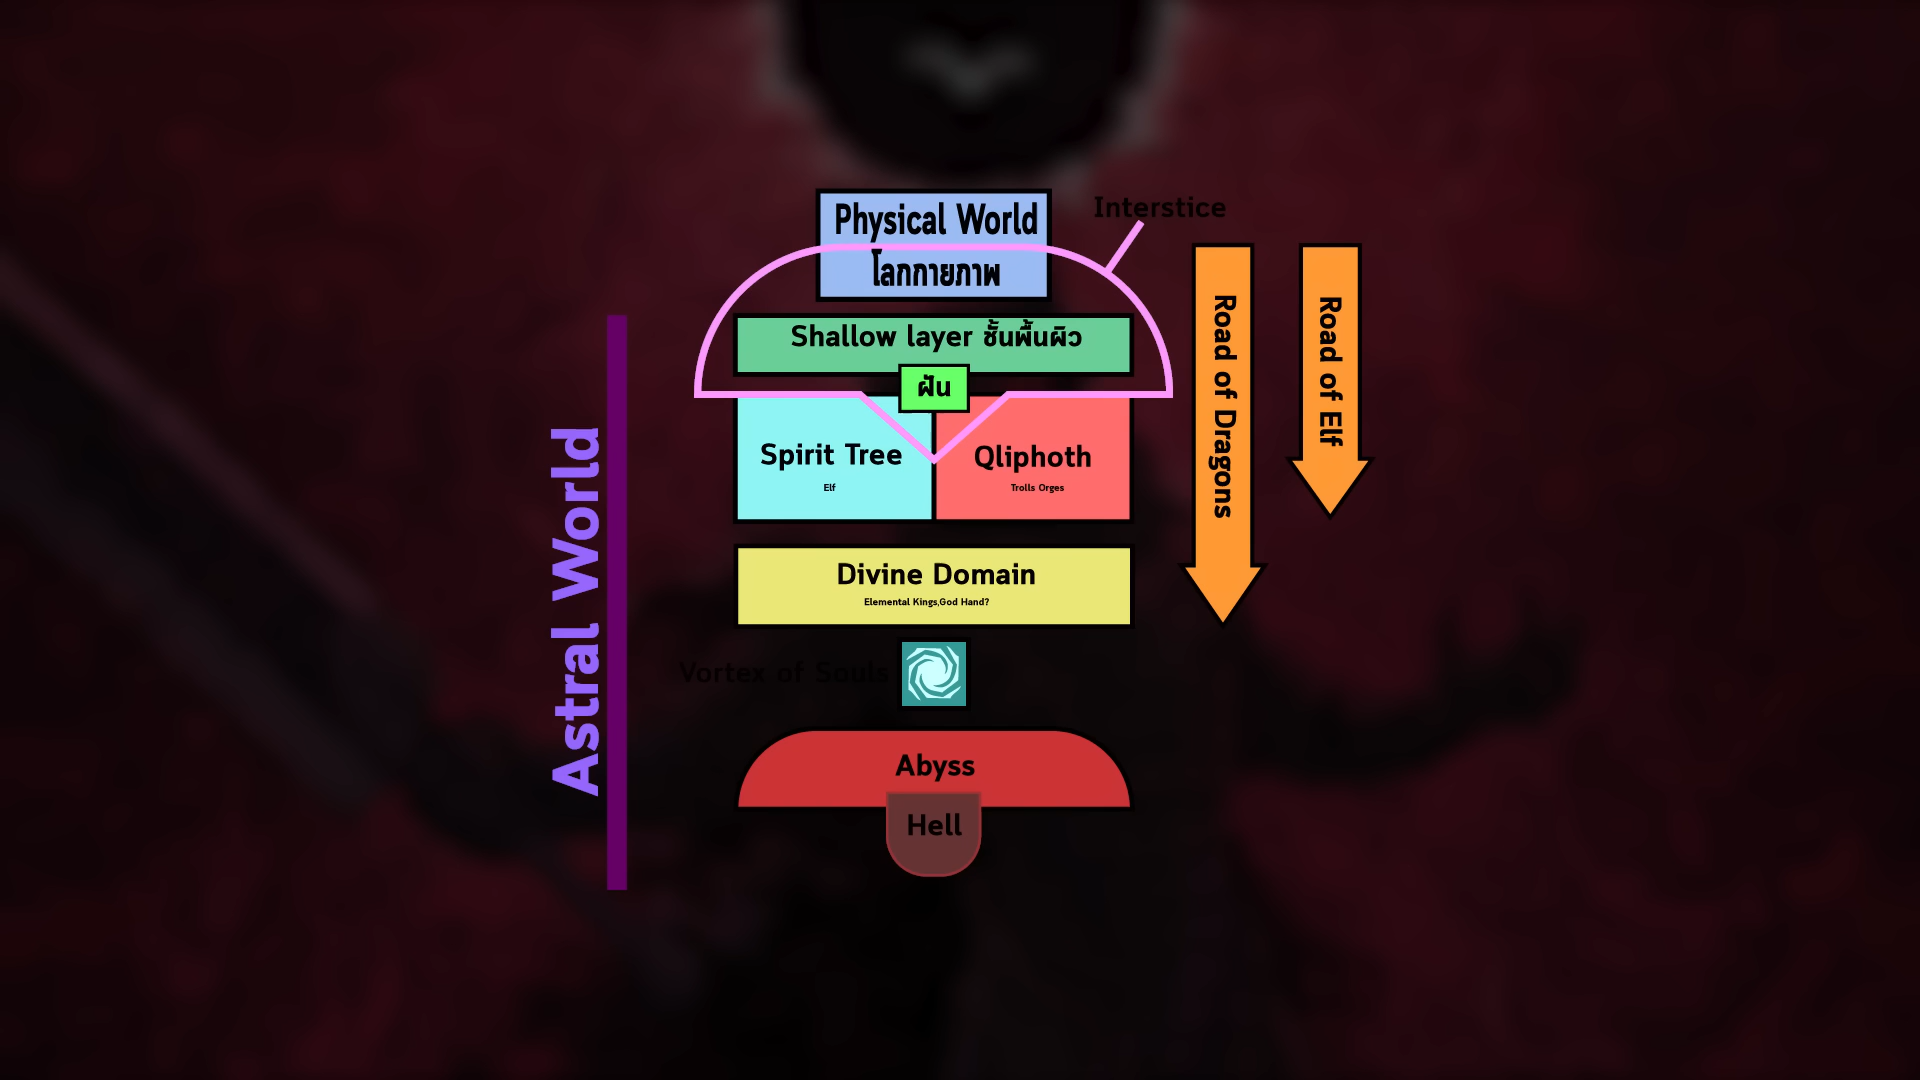 Physical World
Interstice
โลกกายภาพ
Shallow layer ชั้นพื้นผิว
ฝัน
Spirit Tree
Elf
Qliphoth
Trolls Orges
Divine Domain
Elemental Kings,God Hand?
Vortex of Souls
Abyss
Hell
Astral World
Road of Dragons
Road of Elf